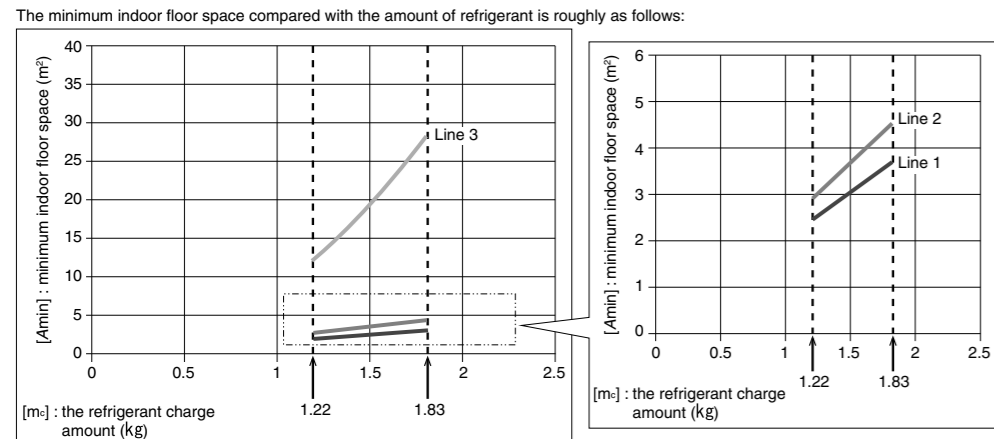 The minimum indoor floor space compared with the amount of refrigerant is roughly as follows:
[Amin] : minimum indoor floor space (m²)
40
35
30
25
20
15
10
5
0
Line 3
0 0.5 1 1.5 2 2.5
1.22 1.83
[mc] : the refrigerant charge
amount (kg)
[Amin] : minimum indoor floor space (m²)
6
5
4
3
2
1
0
Line 2
Line 1
0 0.5 1 1.5 2 2.5
1.22 1.83
[mc] : the refrigerant charge
amount (kg)